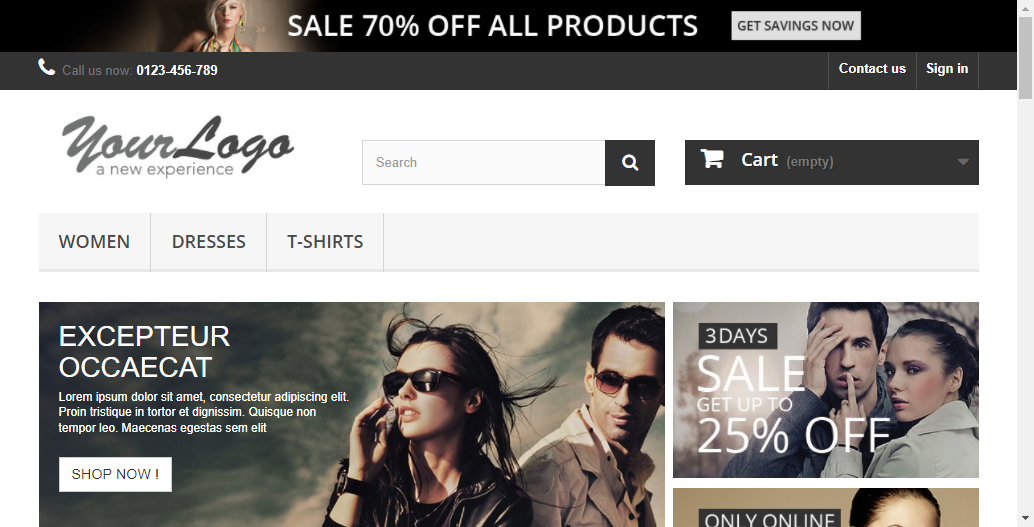 SALE 70% OFF ALL PRODUCTS
GET SAVINGS NOW
Call us now: 0123-456-789
Contact us
Sign in
YourLogo
a new experience
Search
Cart (empty)
WOMEN
DRESSES
T-SHIRTS
EXCEPTEUR
OCCAECAT
Lorem ipsum dolor sit amet, consectetur adipiscing elit.
Proin tristique in tortor et dignissim. Quisque non
tempor leo. Maecenas egestas sem elit
SHOP NOW !
3 DAYS
SALE
GET UP TO
25% OFF
ONLY ONLINE